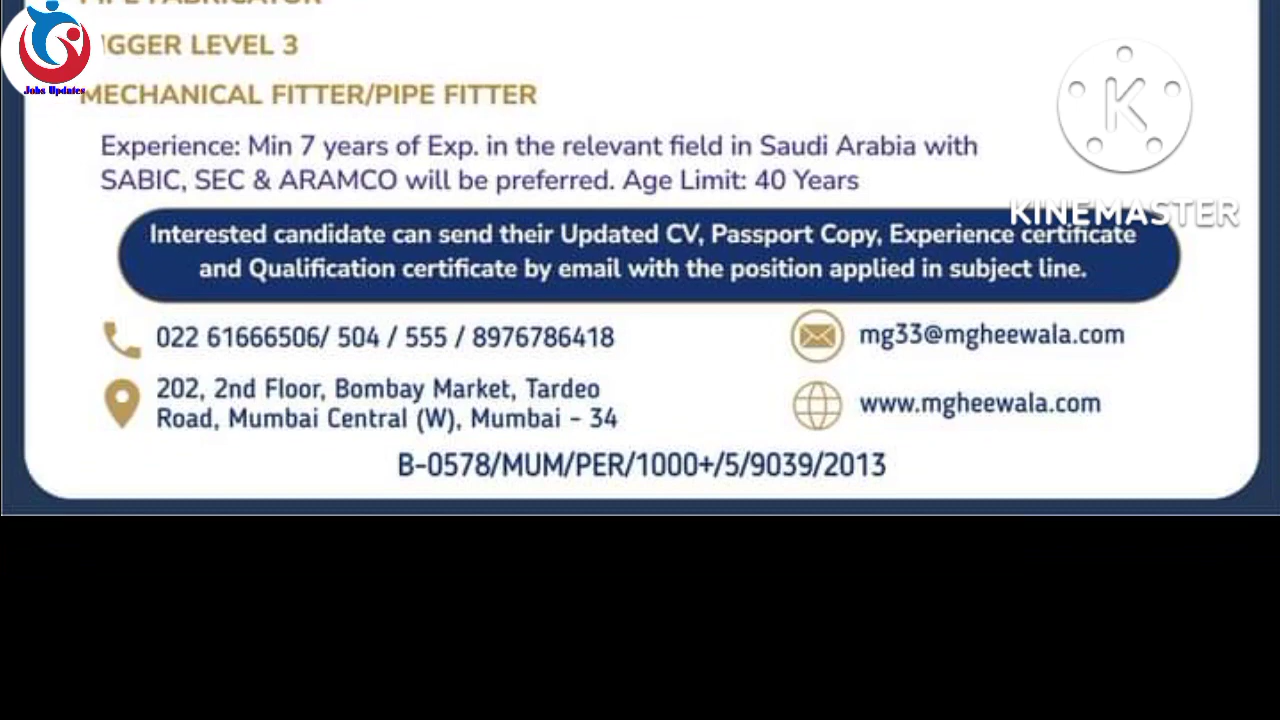 PIPE FABRICATOR
IGGER LEVEL 3
Jobs Updates
MECHANICAL FITTER/PIPE FITTER
Experience: Min 7 years of Exp. in the relevant field in Saudi Arabia with
SABIC, SEC & ARAMCO will be preferred. Age Limit: 40 Years
KINEMASTER
Interested candidate can send their Updated CV, Passport Copy, Experience certificate
and Qualification certificate by email with the position applied in subject line.
022 61666506/ 504 / 555 / 8976786418
mg33@mgheewala.com
202, 2nd Floor, Bombay Market, Tardeo
Road, Mumbai Central (W), Mumbai - 34
www.mgheewala.com
B-0578/MUM/PER/1000+/5/9039/2013